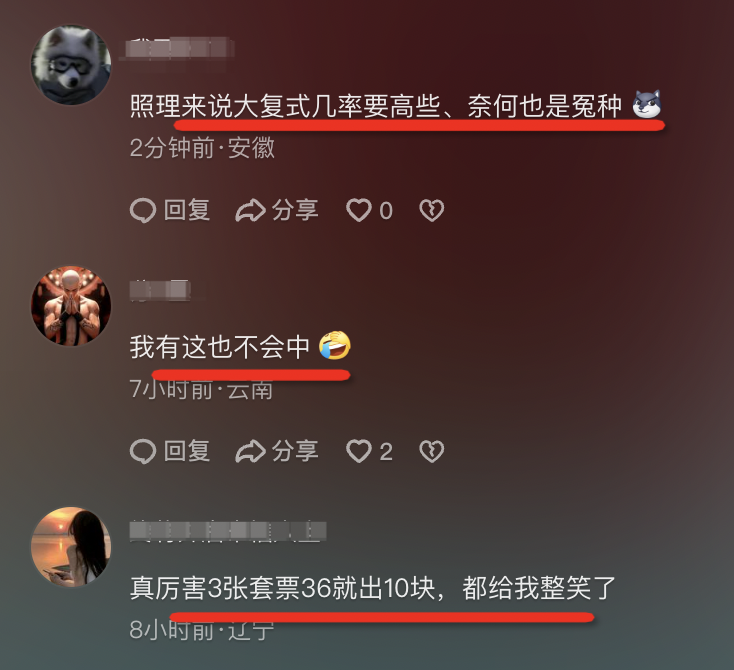 照理来说大复式几率要高些、奈何也是冤种
2分钟前·安徽
回复 分享 0
我有这也不会中
7小时前·云南
回复 分享 2
真厉害3张套票36就出10块，都给我整笑了
8小时前·辽宁